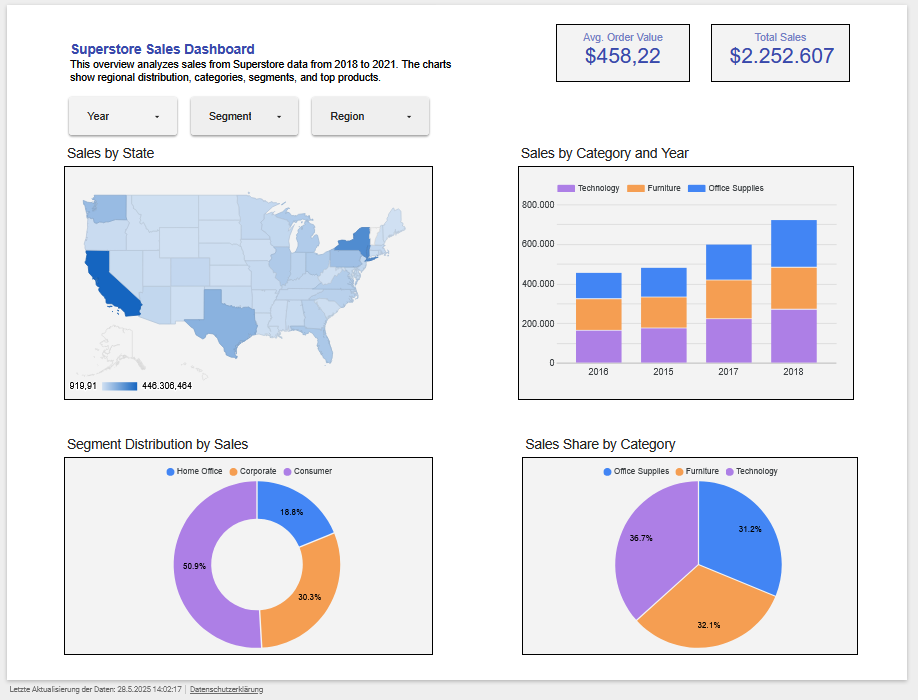 Superstore Sales Dashboard
This overview analyzes sales from Superstore data from 2018 to 2021. The charts
show regional distribution, categories, segments, and top products.
Avg. Order Value
$458,22
Total Sales
$2.252.607
Year
Segment
Region
Sales by State
919,91
446.306,464
Sales by Category and Year
Technology
Furniture
Office Supplies
800.000
600.000
400.000
200.000
0
2016
2015
2017
2018
Segment Distribution by Sales
Home Office
Corporate
Consumer
18.8%
50.9%
30.3%
Sales Share by Category
Office Supplies
Furniture
Technology
31.2%
36.7%
32.1%
Letzte Aktualisierung der Daten: 28.5.2025 14:02:17
Datenschutzerklärung